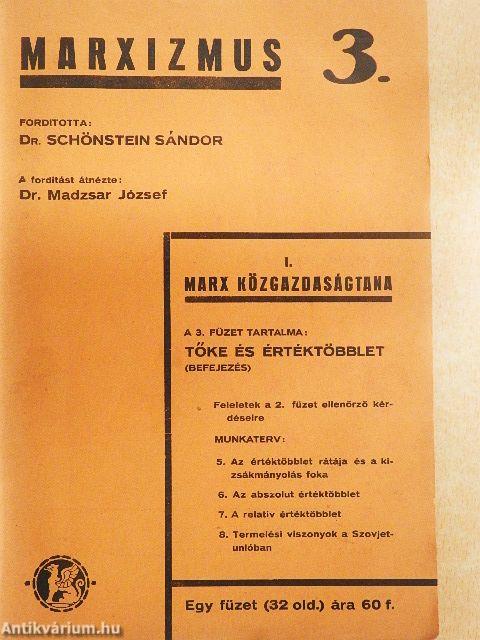 MARXIZMUS 3.
FORDITOTTA:
DR. SCHÖNSTEIN SÁNDOR
A forditást átnézte:
Dr. Madzsar József
I.
MARX KÖZGAZDASÁGTANA
A 3. FÜZET TARTALMA:
TŐKE ÉS ÉRTÉKTÖBBLET
(BEFEJEZÉS)
Feleletek a 2. füzet ellenőrző kér-
déseire
MUNKATERV:
5. Az értéktöbblet rátája és a ki-
zsákmányolás foka
6. Az abszolut értéktöbblet
7. A relativ értéktöbblet
8. Termelési viszonyok a Szovjet-
unióban
Egy füzet (32 old.) ára 60 f.
Antikvárium.hu